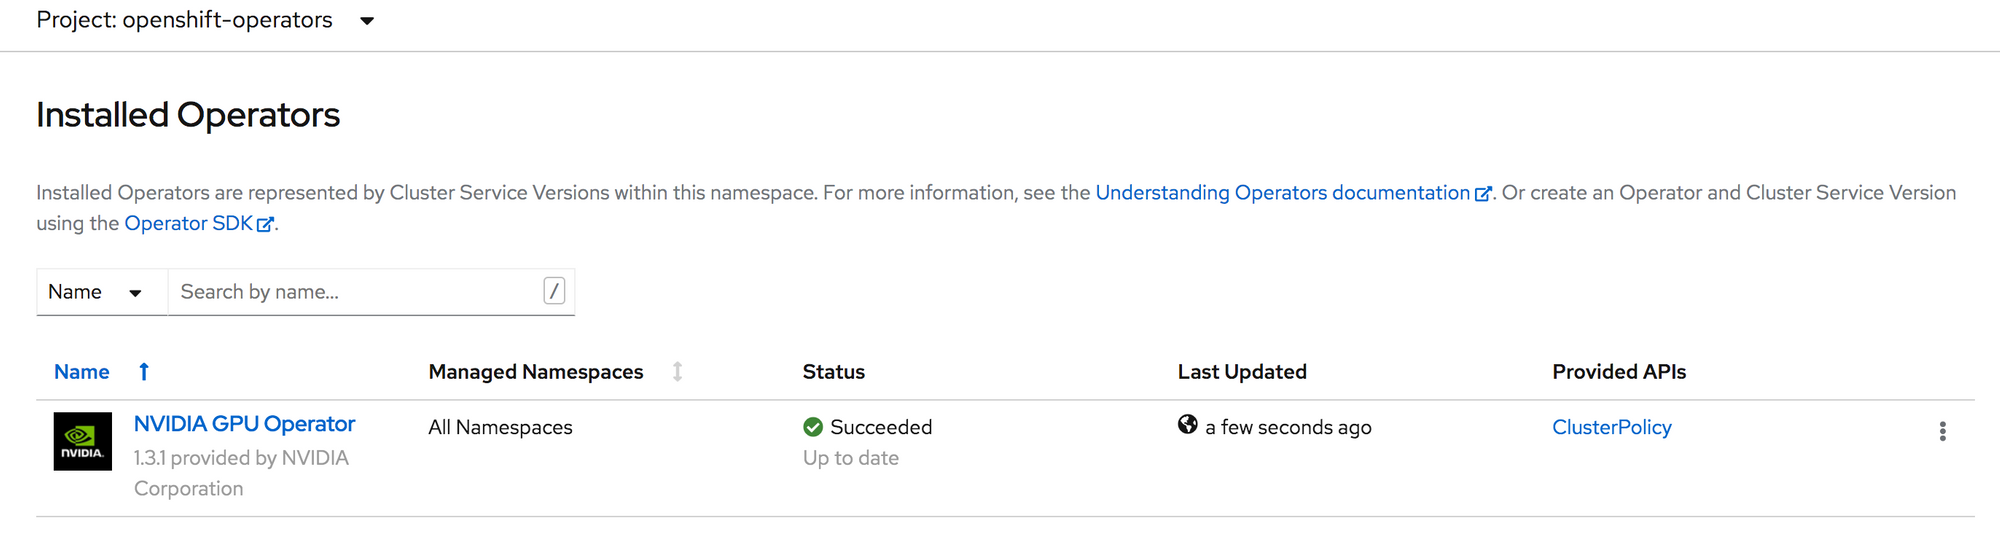 Project: openshift-operators
Installed Operators
Installed Operators are represented by Cluster Service Versions within this namespace. For more information, see the Understanding Operators documentation. Or create an Operator and Cluster Service Version
using the Operator SDK.
Name Search by name... /
Name Managed Namespaces Status Last Updated Provided APIs
NVIDIA GPU Operator All Namespaces Succeeded a few seconds ago ClusterPolicy
NVIDIA. 1.3.1 provided by NVIDIA Up to date
Corporation